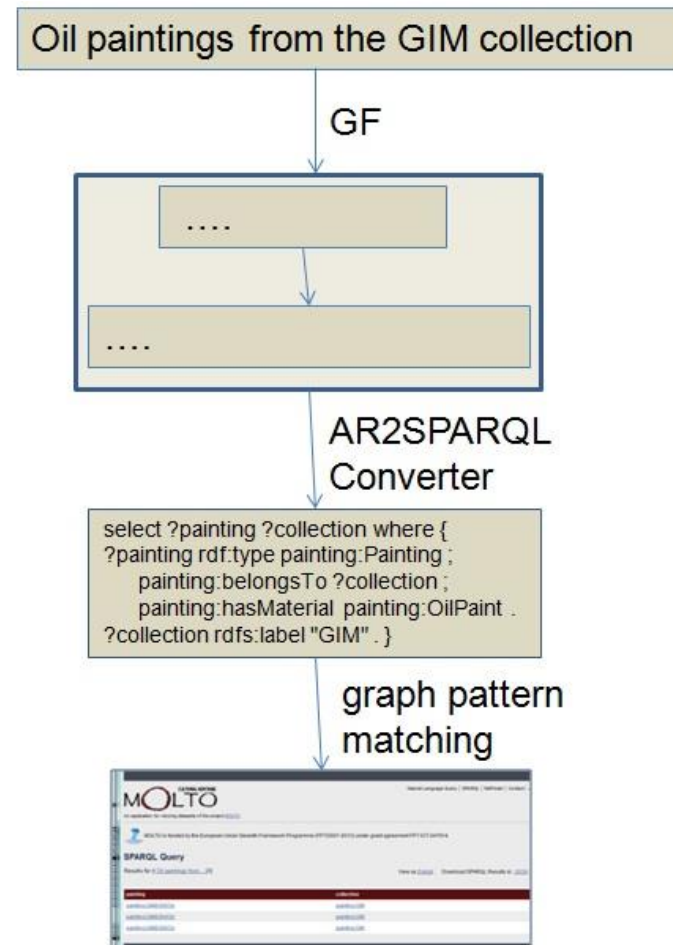 Oil paintings from the GIM collection
GF
....
....
AR2SPARQL
Converter
select ?painting ?collection where {
?painting rdf:type painting:Painting ;
painting:belongsTo ?collection ;
painting:hasMaterial painting:OilPaint .
?collection rdfs:label "GIM" . }
graph pattern
matching
MOLTO
SPARQL Query
painting
collection